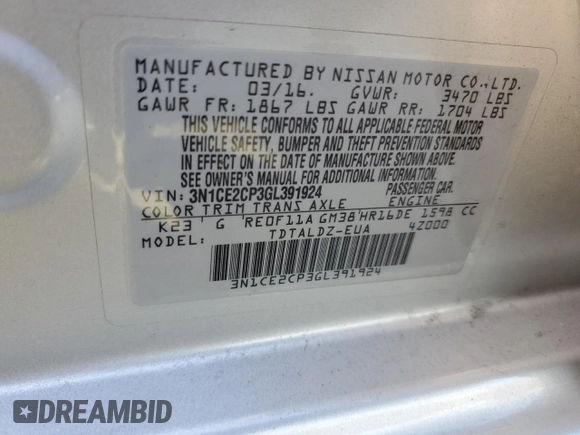 MANUFACTURED BY NISSAN MOTOR CO.,LTD.
DATE: 03/16. GVWR: 3470 LBS
GAWR FR: 1867 LBS GAWR RR: 1704 LBS
THIS VEHICLE CONFORMS TO ALL APPLICABLE FEDERAL MOTOR
VEHICLE SAFETY, BUMPER AND THEFT PREVENTION STANDARDS
IN EFFECT ON THE DATE OF MANUFACTURE SHOWN ABOVE.
SEE OWNER'S MANUAL FOR ADDITIONAL INFORMATION.
VIN: 3N1CE2CP3GL391924 PASSENGER CAR.
COLOR TRIM TRANS AXLE ENGINE
K23 G RE0F11A GM38 HR16DE 1598 CC
MODEL: TDTALDZ-EUA 4Z000
3N1CE2CP3GL391924
DREAMBID